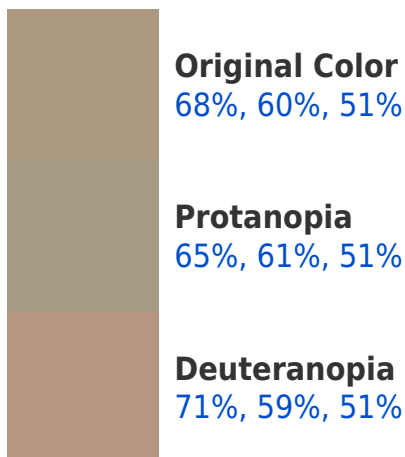 Original Color
68%, 60%, 51%
Protanopia
65%, 61%, 51%
Deuteranopia
71%, 59%, 51%